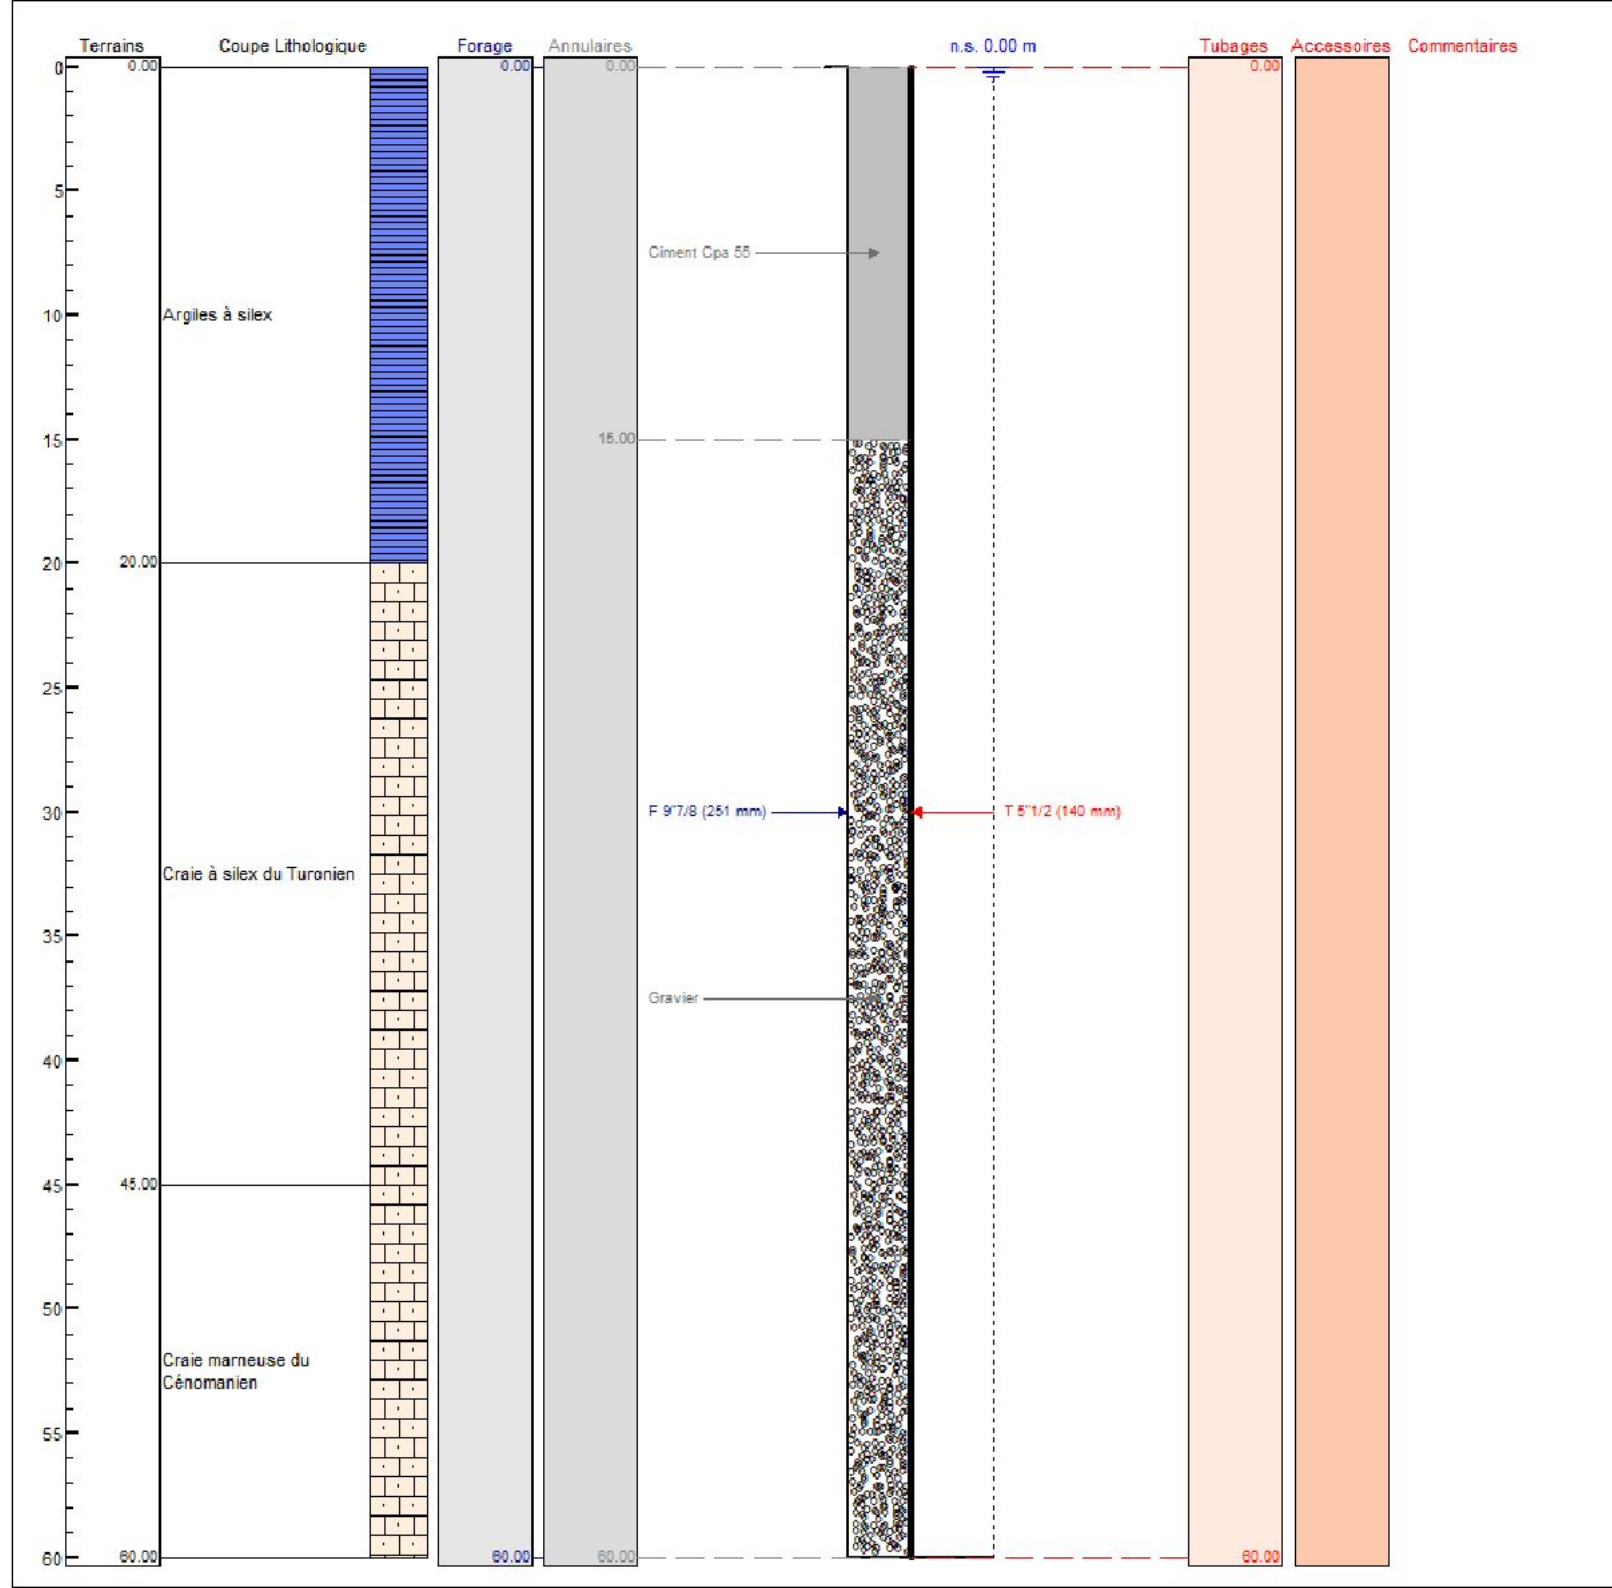 Terrains Coupe Lithologique Forage Annulaires n.s. 0.00 m Tubages Accessoires Commentaires
0 0.00 0.00 0.00 0.00
5
Ciment Cpa 55
10 Argiles à silex
15 15.00
20 20.00
25
30 F 9"7/8 (251 mm) T 5"1/2 (140 mm)
Craie à silex du Turonien
35
Gravier
40
45 45.00
50
Craie marneuse du
Cénomanien
55
60 60.00 60.00 60.00 60.00